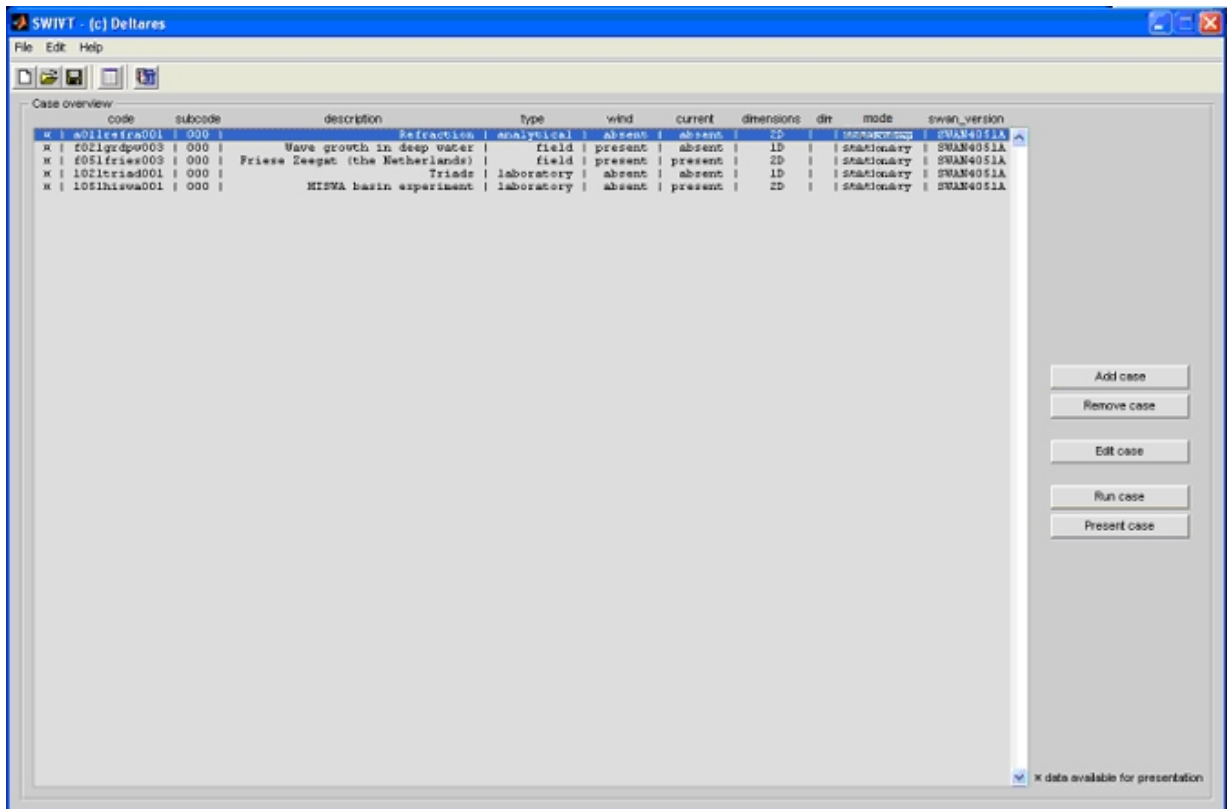 SWIVT - (c) Deltares
File Edit Help
Case overview
code subcode description type wind current dimensions dirr mode swan_version
x | a011refra001 | 000 | Refraction | analytical | absent | absent | 2D | | | SWAN4051A
x | f021grdpw003 | 000 | Wave growth in deep water | field | present | absent | 1D | | stationary | SWAN4051A
x | f051fries003 | 000 | Friese Zeegat (the Netherlands) | field | present | present | 2D | | stationary | SWAN4051A
x | l021triad001 | 000 | Triads | laboratory | absent | absent | 1D | | stationary | SWAN4051A
x | l051hiswa001 | 000 | HISWA basin experiment | laboratory | absent | present | 2D | | stationary | SWAN4051A
Add case
Remove case
Edit case
Run case
Present case
x data available for presentation